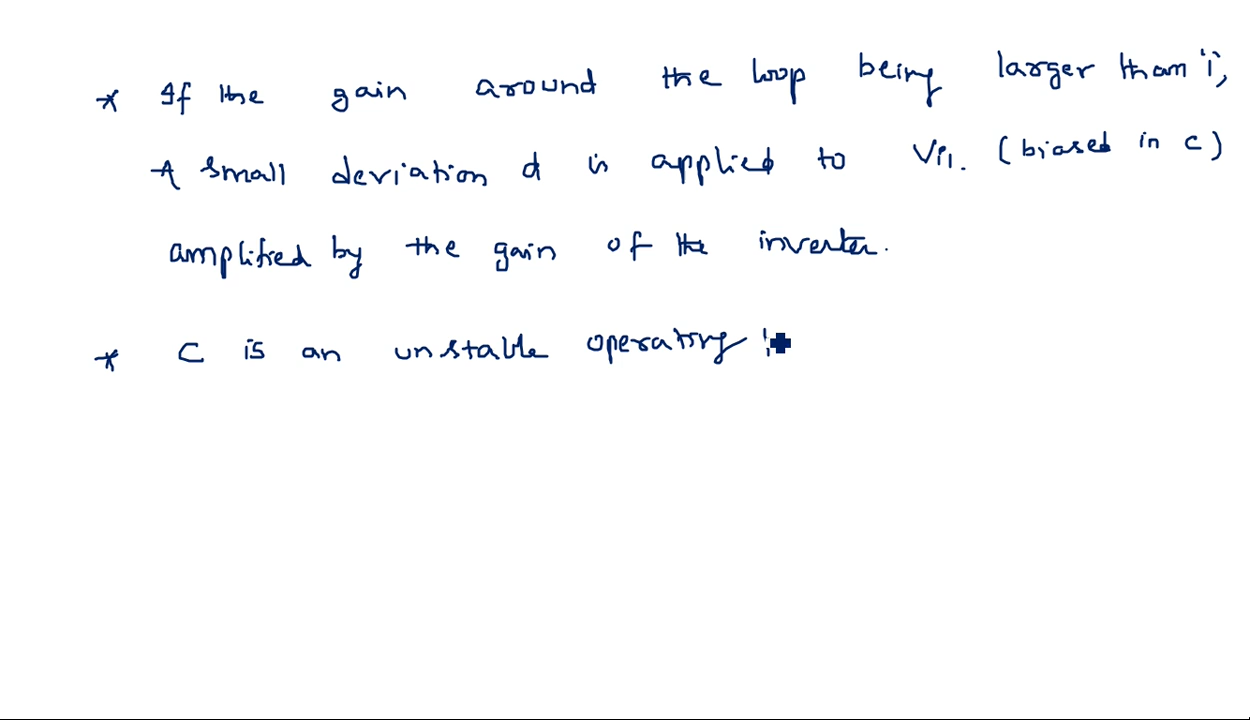 * If the gain around the loop being larger than '1',
A small deviation d is applied to Vi1. (biased in C)
amplified by the gain of the inverter.
* C is an unstable operating